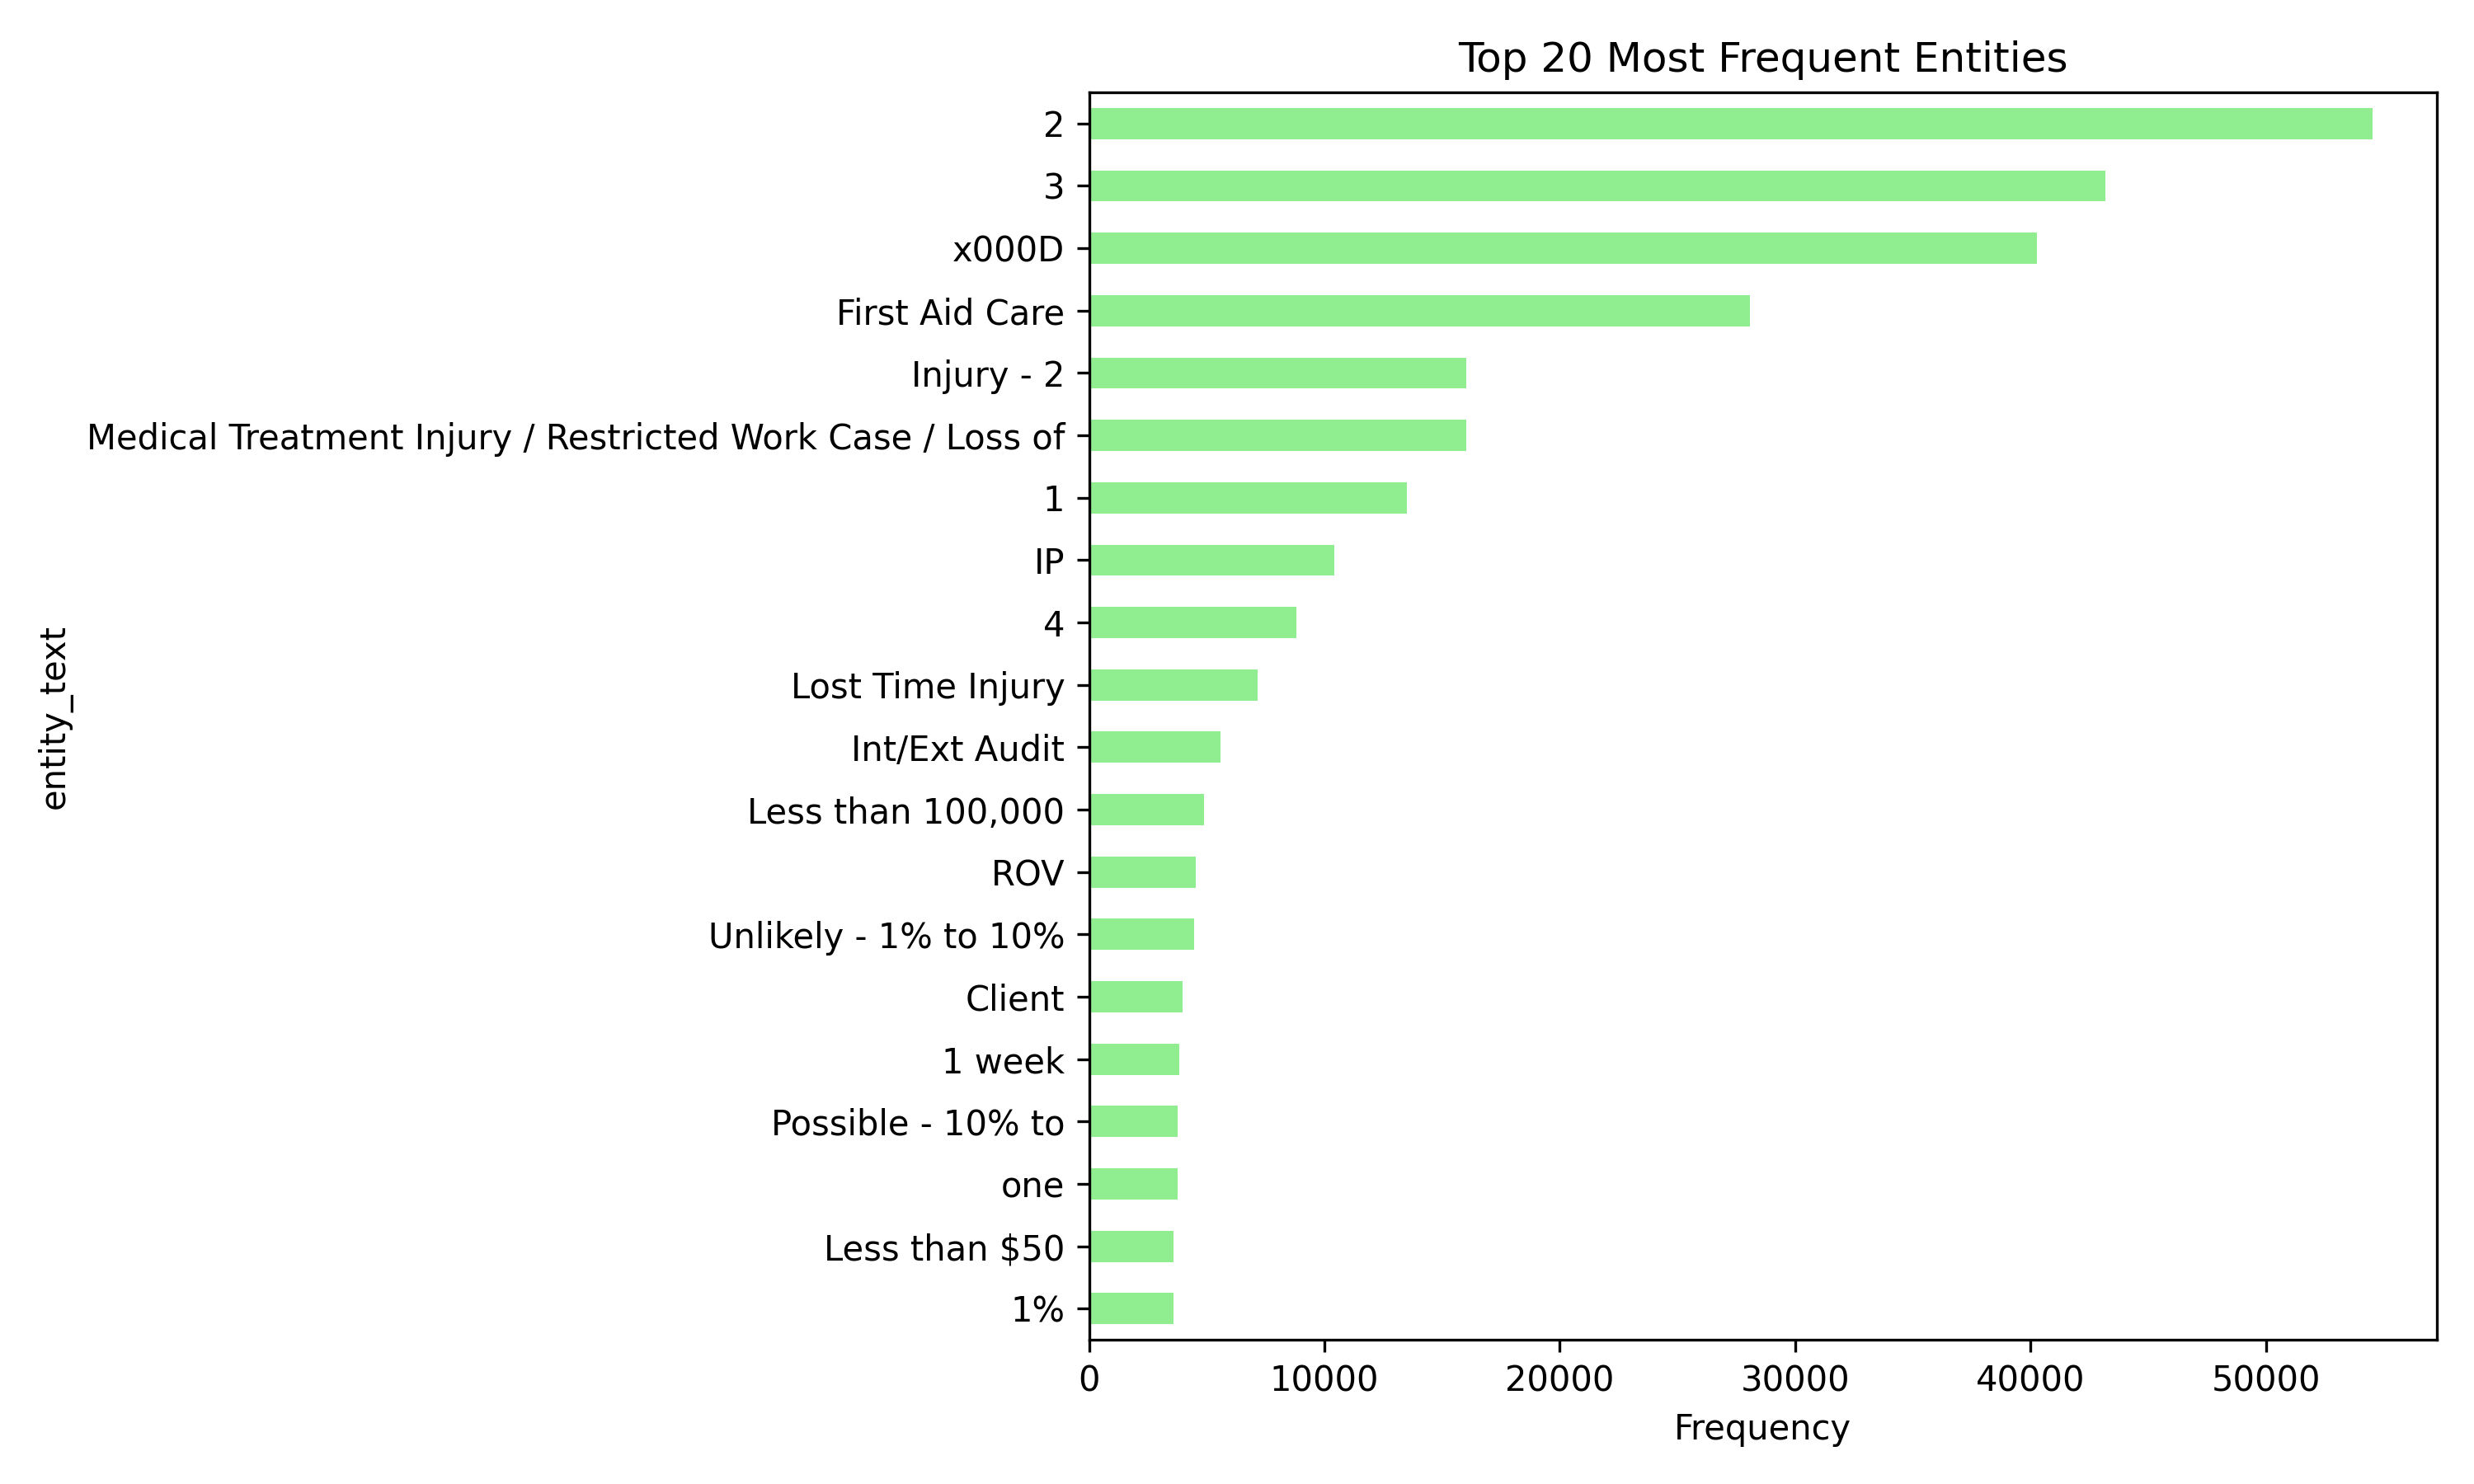 Top 20 Most Frequent Entities
2
3
x000D
First Aid Care
Injury - 2
Medical Treatment Injury / Restricted Work Case / Loss of
1
IP
4
Lost Time Injury
Int/Ext Audit
Less than 100,000
ROV
Unlikely - 1% to 10%
Client
1 week
Possible - 10% to
one
Less than $50
1%
entity_text
0 10000 20000 30000 40000 50000
Frequency